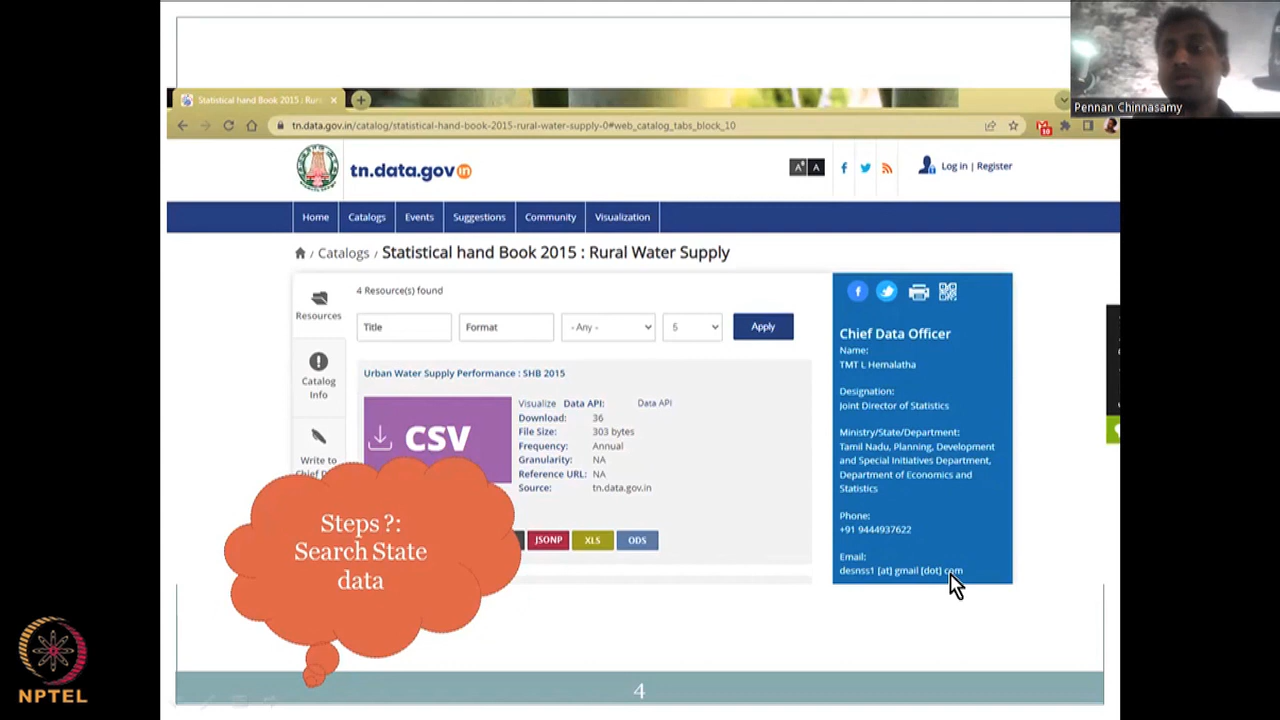 Pennan Chinnasamy
Statistical hand Book 2015 : Rur
tn.data.gov.in/catalog/statistical-hand-book-2015-rural-water-supply-0#web_catalog_tabs_block_10
10
tn.data.gov in
A A
Log in | Register
Home Catalogs Events Suggestions Community Visualization
/ Catalogs / Statistical hand Book 2015 : Rural Water Supply
Resources
4 Resource(s) found
Title Format - Any - 5 Apply
Catalog
Info
Write to
Urban Water Supply Performance : SHB 2015
CSV
Visualize Data API: Data API
Download: 36
File Size: 303 bytes
Frequency: Annual
Granularity: NA
Reference URL: NA
Source: tn.data.gov.in
JSONP XLS ODS
Chief Data Officer
Name:
TMT L Hemalatha
Designation:
Joint Director of Statistics
Ministry/State/Department:
Tamil Nadu, Planning, Development
and Special Initiatives Department,
Department of Economics and
Statistics
Phone:
+91 9444937622
Email:
desnss1 [at] gmail [dot] com
Steps ?:
Search State
data
NPTEL
4